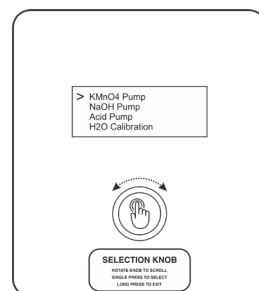 > KMnO4 Pump
NaOH Pump
Acid Pump
H2O Calibration
SELECTION KNOB
ROTATE KNOB TO SCROLL
SINGLE PRESS TO SELECT
LONG PRESS TO EXIT